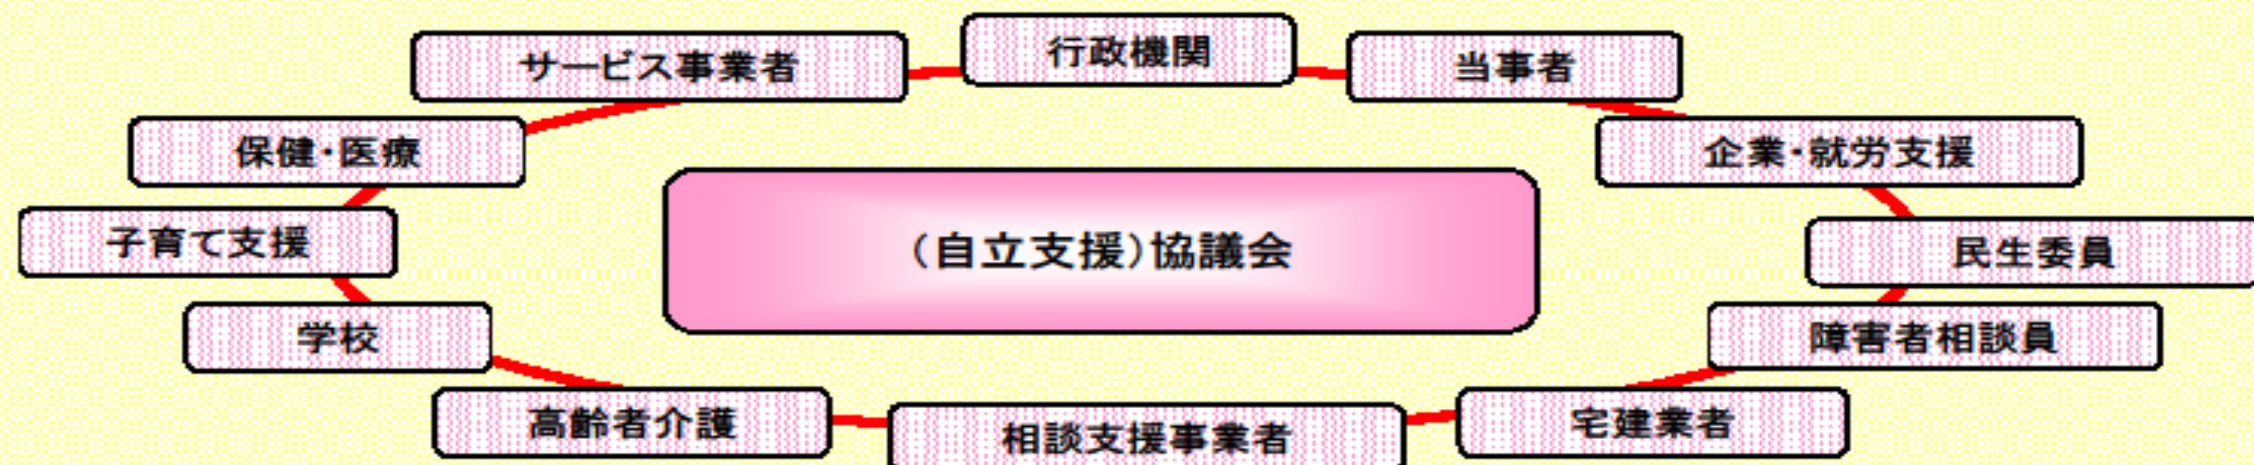 行政機関
サービス事業者
当事者
保健・医療
企業・就労支援
子育て支援
（自立支援）協議会
民生委員
学校
障害者相談員
高齢者介護
相談支援事業者
宅建業者